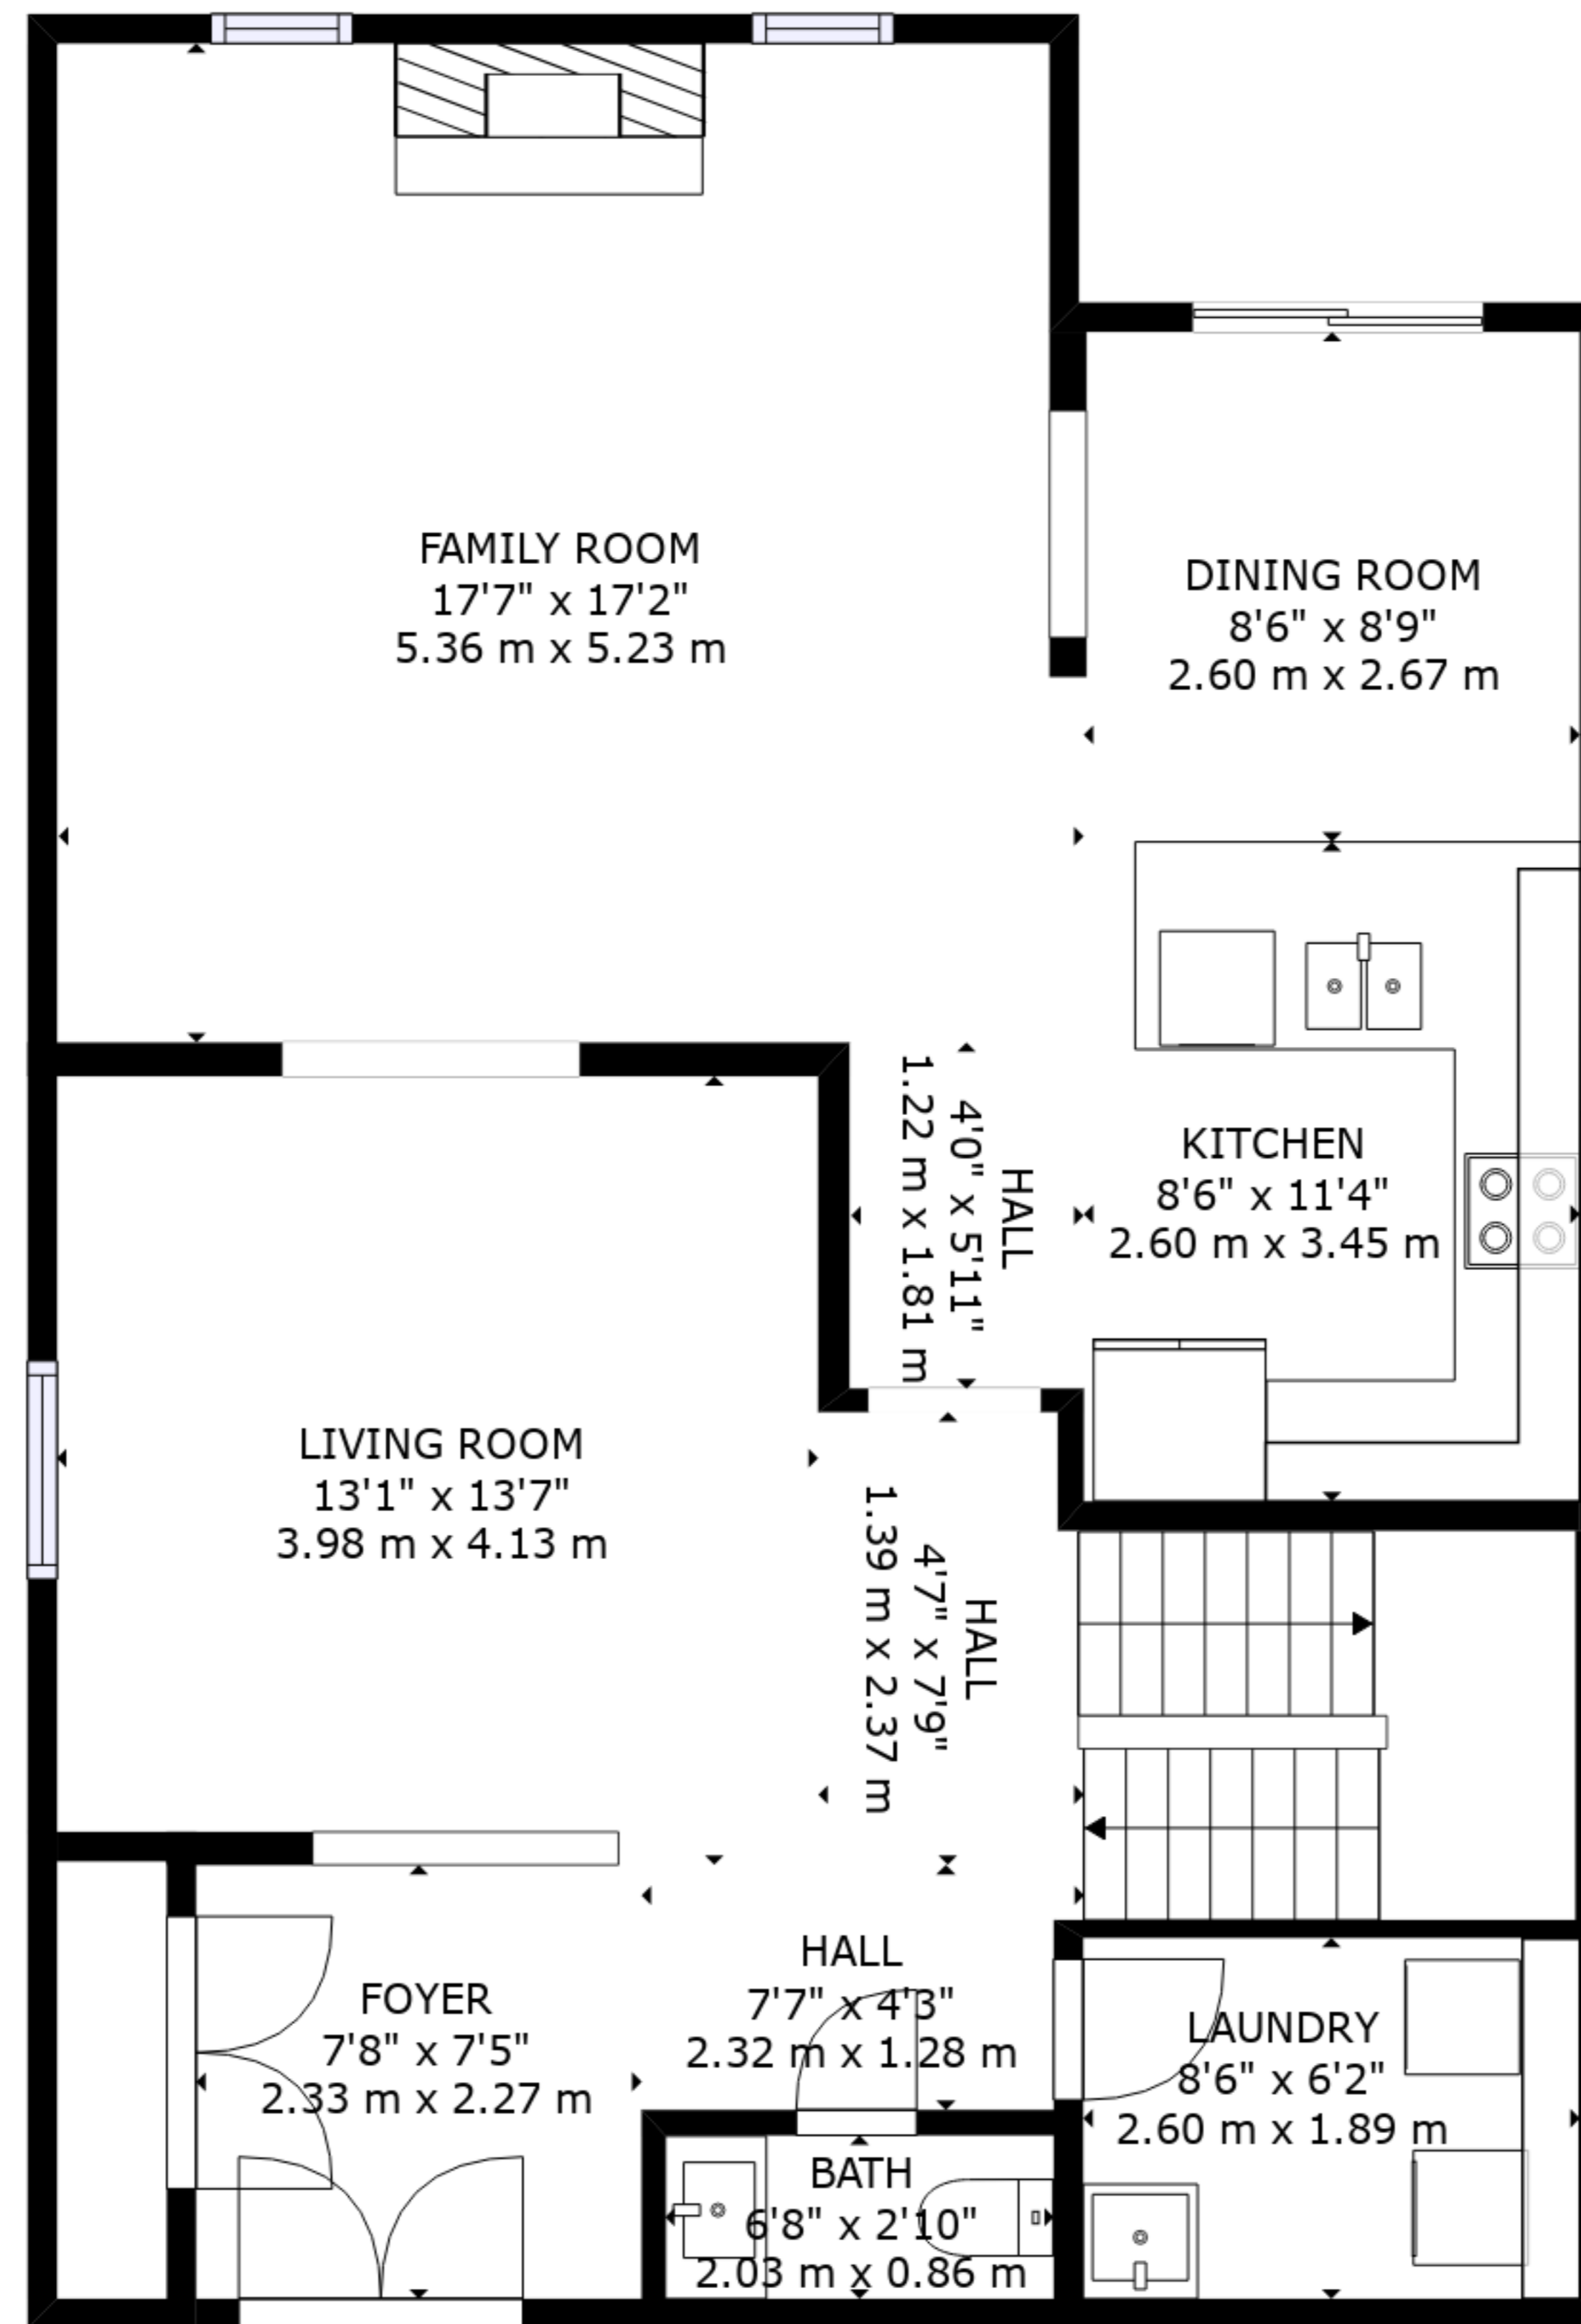 FAMILY ROOM
17'7" x 17'2"
5.36 m x 5.23 m
DINING ROOM
8'6" x 8'9"
2.60 m x 2.67 m
HALL
4'0" x 5'11"
1.22 m x 1.81 m
KITCHEN
8'6" x 11'4"
2.60 m x 3.45 m
LIVING ROOM
13'1" x 13'7"
3.98 m x 4.13 m
HALL
4'7" x 7'9"
1.39 m x 2.37 m
HALL
7'7" x 4'3"
2.32 m x 1.28 m
FOYER
7'8" x 7'5"
2.33 m x 2.27 m
LAUNDRY
8'6" x 6'2"
2.60 m x 1.89 m
BATH
6'8" x 2'10"
2.03 m x 0.86 m